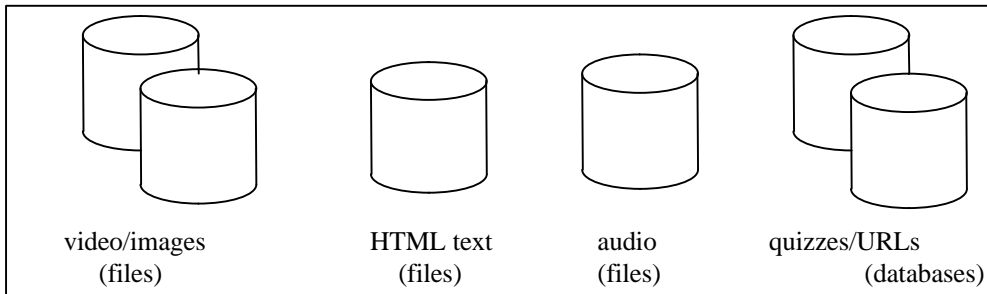 video/images
(files)
HTML text
(files)
audio
(files)
quizzes/URLs
(databases)